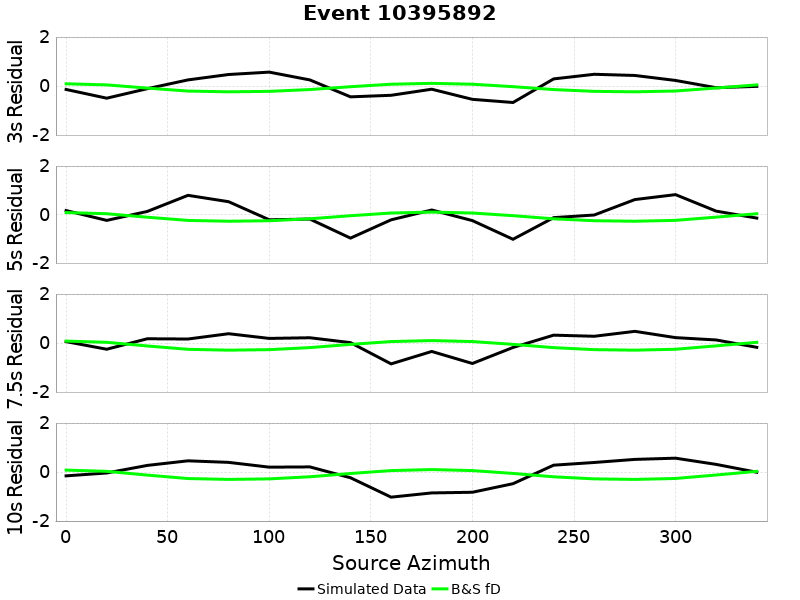 Event 10395892
3s Residual
2
0
-2
5s Residual
2
0
-2
7.5s Residual
2
0
-2
10s Residual
2
0
-2
0 50 100 150 200 250 300
Source Azimuth
Simulated Data B&S fD